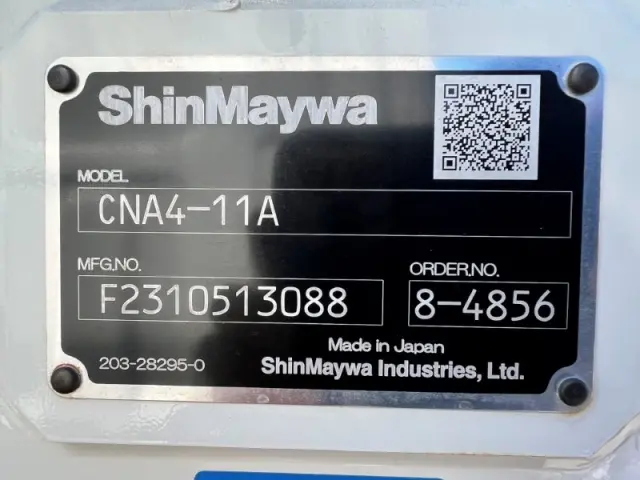 ShinMaywa
MODEL
CNA4-11A
MFG.NO.
ORDER.NO.
F2310513088
8-4856
Made in Japan
203-28295-0
ShinMaywa Industries, Ltd.